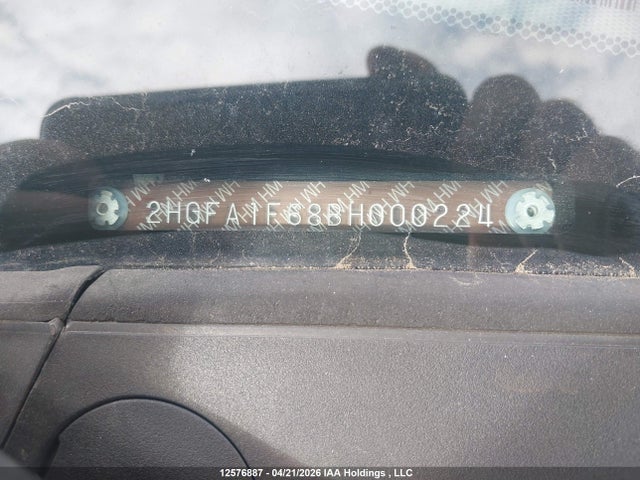 2HGFA1F68BH000224
12576887 - 04/21/2026 IAA Holdings , LLC